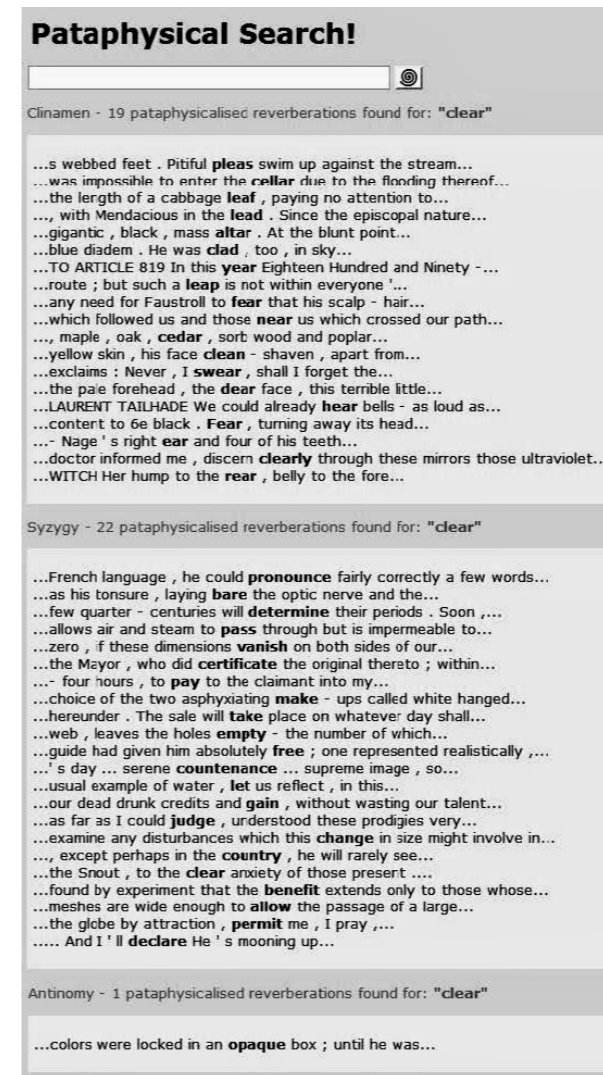 Pataphysical Search!
Clinamen - 19 pataphysicalised reverberations found for: "clear"
...s webbed feet . Pitiful pleas swim up against the stream...
...was impossible to enter the cellar due to the flooding thereof...
...the length of a cabbage leaf , paying no attention to...
..., with Mendacious in the lead . Since the episcopal nature...
...gigantic , black , mass altar . At the blunt point...
...blue diadem . He was clad , too , in sky...
...TO ARTICLE 819 In this year Eighteen Hundred and Ninety -...
...route ; but such a leap is not within everyone '...
...any need for Faustroll to fear that his scalp - hair...
...which followed us and those near us which crossed our path...
..., maple , oak , cedar , sorb wood and poplar...
...yellow skin , his face clean - shaven , apart from...
...exclaims : Never , I swear , shall I forget the...
...the pale forehead , the dear face , this terrible little...
...LAURENT TAILHADE We could already hear bells - as loud as...
...content to 6e black . Fear , turning away its head...
...- Nage ' s right ear and four of his teeth...
...doctor informed me , discern clearly through these mirrors those ultraviolet...
...WITCH Her hump to the rear , belly to the fore...
Syzygy - 22 pataphysicalised reverberations found for: "clear"
...French language , he could pronounce fairly correctly a few words...
...as his tonsure , laying bare the optic nerve and the...
...few quarter - centuries will determine their periods . Soon ,...
...allows air and steam to pass through but is impermeable to...
...zero , if these dimensions vanish on both sides of our...
...the Mayor , who did certificate the original thereto ; within...
...- four hours , to pay to the claimant into my...
...choice of the two asphyxiating make - ups called white hanged...
...hereunder . The sale will take place on whatever day shall...
...web , leaves the holes empty - the number of which...
...guide had given him absolutely free ; one represented realistically ,...
...' s day ... serene countenance ... supreme image , so...
...usual example of water , let us reflect , in this...
...our dead drunk credits and gain , without wasting our talent...
...as far as I could judge , understood these prodigies very...
...examine any disturbances which this change in size might involve in...
..., except perhaps in the country , he will rarely see...
...the Snout , to the clear anxiety of those present ....
...found by experiment that the benefit extends only to those whose...
...meshes are wide enough to allow the passage of a large...
...the globe by attraction , permit me , I pray ,...
..... And I ' ll declare He ' s mooning up...
Antinomy - 1 pataphysicalised reverberations found for: "clear"
...colors were locked in an opaque box ; until he was...